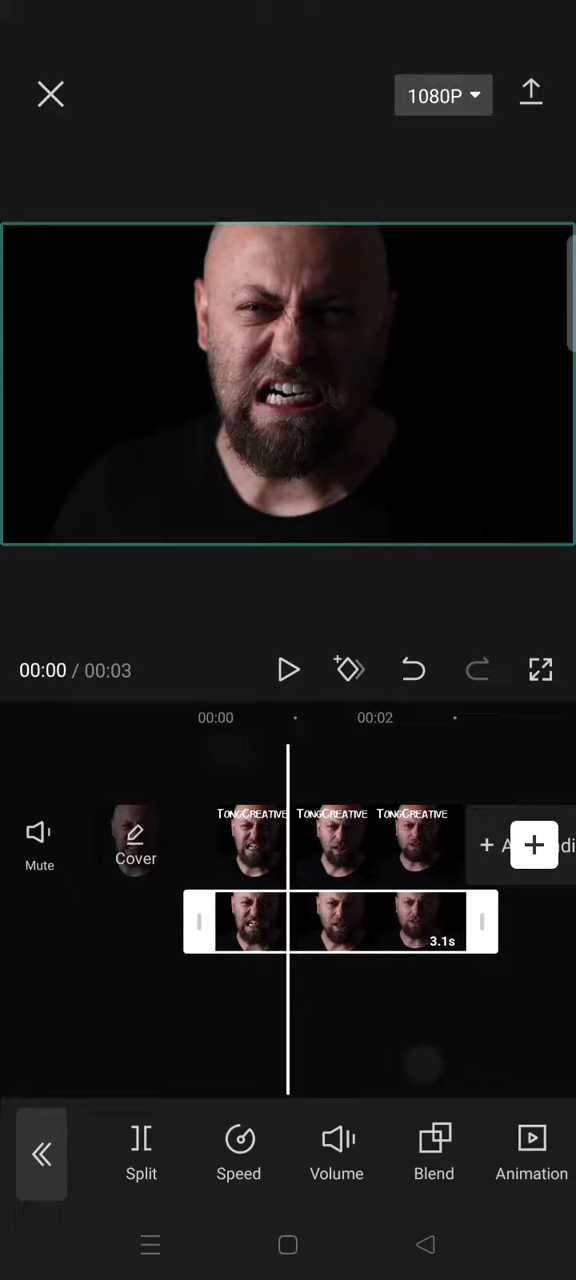 1080P
00:00 / 00:03
00:00
00:02
TongCreative TongCreative TongCreative
Mute
Cover
+ A
3.1s
Split
Speed
Volume
Blend
Animation